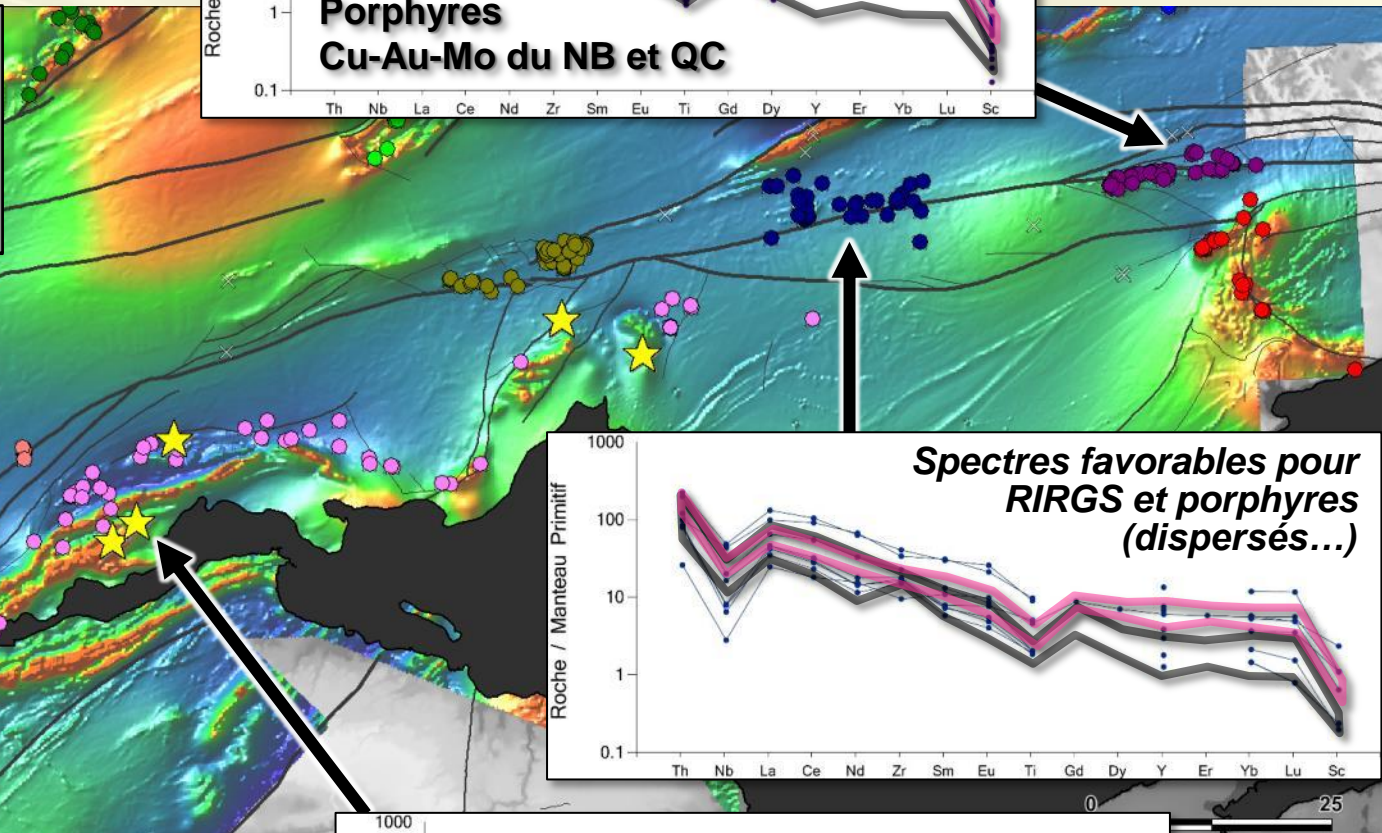 Roche
1
0.1
Porphyres
Cu-Au-Mo du NB et QC
Th Nb La Ce Nd Zr Sm Eu Ti Gd Dy Y Er Yb Lu Sc
Spectres favorables pour
RIRGS et porphyres
(dispersés…)
Roche / Manteau Primitif
1000
100
10
1
0.1
Th Nb La Ce Nd Zr Sm Eu Ti Gd Dy Y Er Yb Lu Sc
0 25
1000